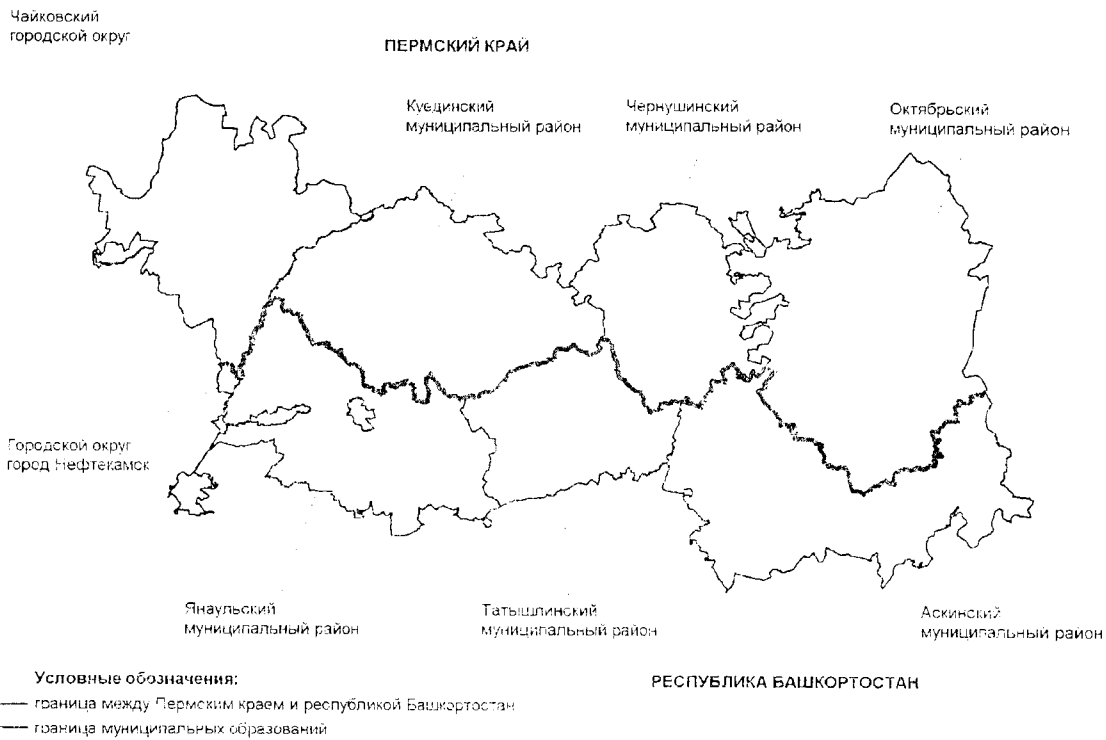 Чайковский
городской округ
ПЕРМСКИЙ КРАЙ
Куединский
муниципальный район
Чернушинский
муниципальный район
Октябрьский
муниципальный район
Городской округ
город Нефтекамск
Янаульский
муниципальный район
Татышлинский
муниципальный район
Аскинский
муниципальный район
Условные обозначения:
РЕСПУБЛИКА БАШКОРТОСТАН
граница между Пермским краем и республикой Башкортостан
граница муниципальных образований